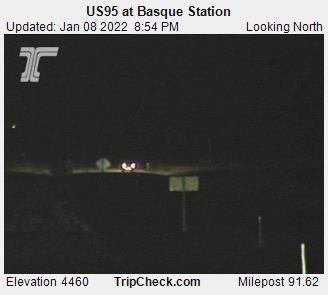 US95 at Basque Station
Updated: Jan 08 2022 8:54 PM Looking North
Elevation 4460 TripCheck.com Milepost 91.62